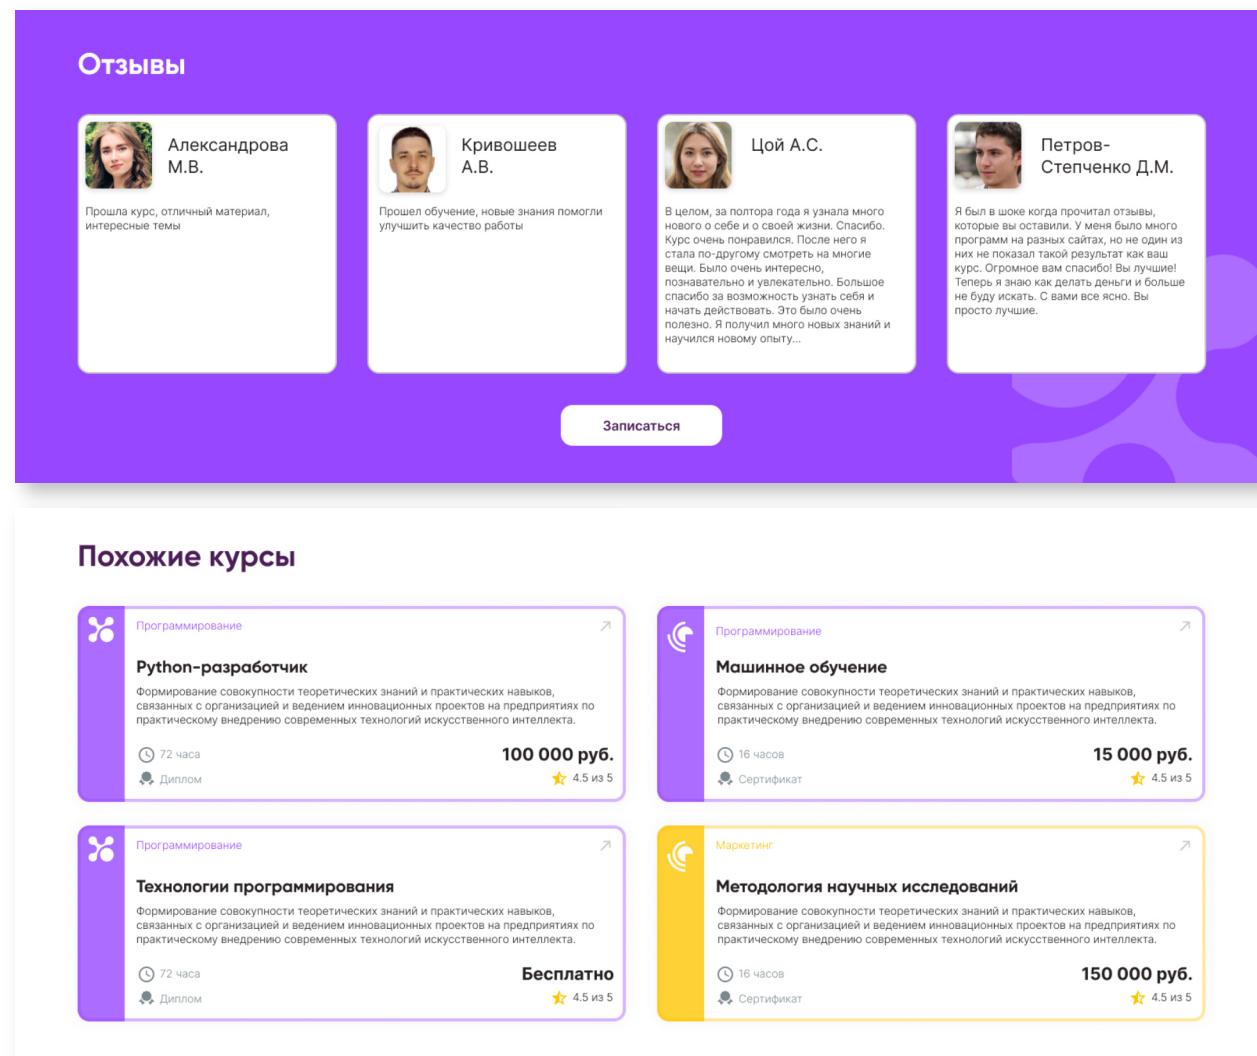 Отзывы
Александрова
М.В.
Прошла курс, отличный материал,
интересные темы
Кривошеев
А.В.
Прошел обучение, новые знания помогли
улучшить качество работы
Цой А.С.
В целом, за полтора года я узнала много
нового о себе и о своей жизни. Спасибо.
Курс очень понравился. После него я
стала по-другому смотреть на многие
вещи. Было очень интересно,
познавательно и увлекательно. Большое
спасибо за возможность узнать себя и
начать действовать. Это было очень
полезно. Я получил много новых знаний и
научился новому опыту...
Петров-
Степченко Д.М.
Я был в шоке когда прочитал отзывы,
которые вы оставили. У меня было много
программ на разных сайтах, но не один из
них не показал такой результат как ваш
курс. Огромное вам спасибо! Вы лучшие!
Теперь я знаю как делать деньги и больше
не буду искать. С вами все ясно. Вы
просто лучшие.
Записаться
Похожие курсы
Программирование
Python-разработчик
Формирование совокупности теоретических знаний и практических навыков,
связанных с организацией и ведением инновационных проектов на предприятиях по
практическому внедрению современных технологий искусственного интеллекта.
72 часа
100 000 руб.
Диплом
4.5 из 5
Программирование
Машинное обучение
Формирование совокупности теоретических знаний и практических навыков,
связанных с организацией и ведением инновационных проектов на предприятиях по
практическому внедрению современных технологий искусственного интеллекта.
16 часов
15 000 руб.
Сертификат
4.5 из 5
Программирование
Технологии программирования
Формирование совокупности теоретических знаний и практических навыков,
связанных с организацией и ведением инновационных проектов на предприятиях по
практическому внедрению современных технологий искусственного интеллекта.
72 часа
Бесплатно
Диплом
4.5 из 5
Маркетинг
Методология научных исследований
Формирование совокупности теоретических знаний и практических навыков,
связанных с организацией и ведением инновационных проектов на предприятиях по
практическому внедрению современных технологий искусственного интеллекта.
16 часов
150 000 руб.
Сертификат
4.5 из 5